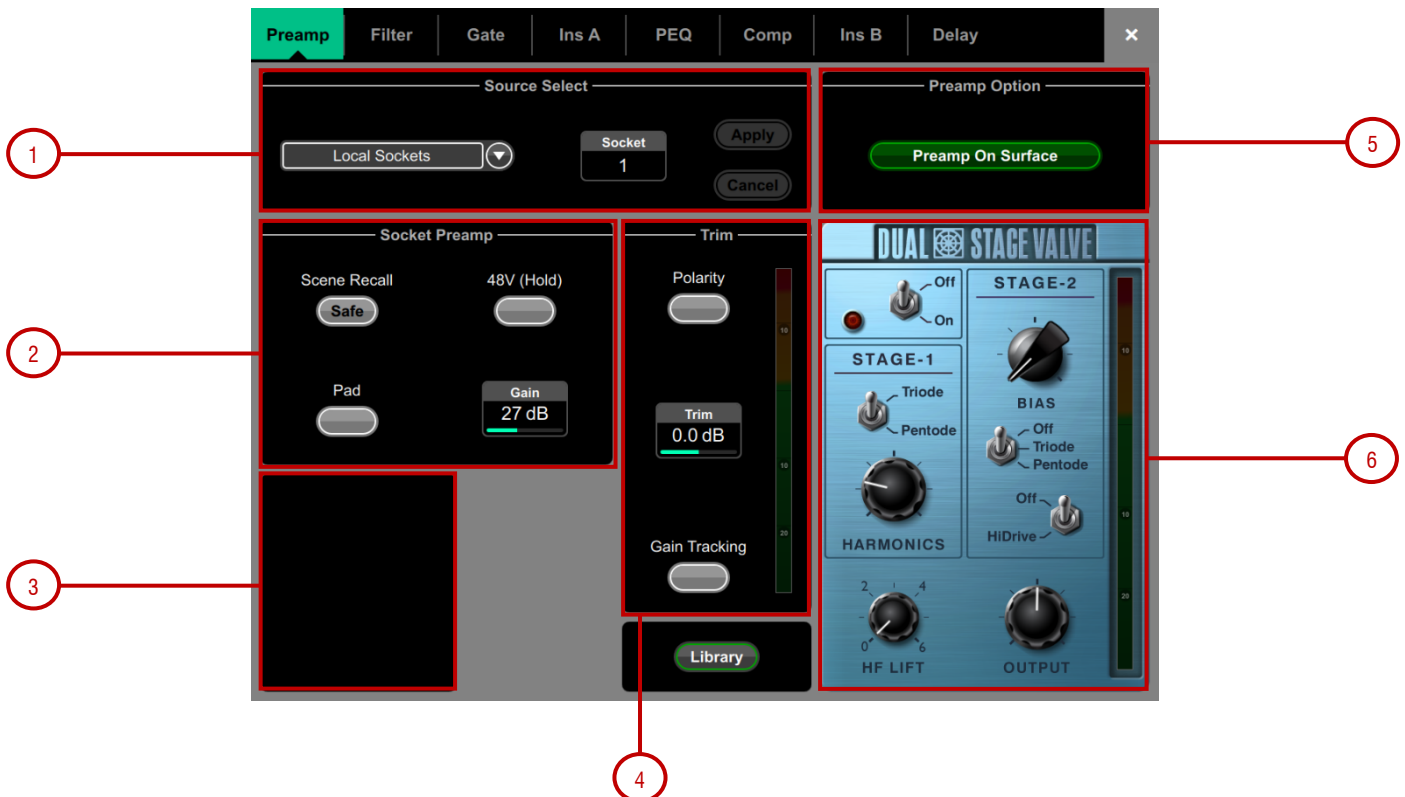 Preamp Filter Gate Ins A PEQ Comp Ins B Delay ×
Source Select
Local Sockets
Socket
1
Apply
Cancel
Preamp Option
Preamp On Surface
1
5
Socket Preamp
Scene Recall
Safe
48V (Hold)
Pad
Gain
27 dB
2
3
Trim
Polarity
Trim
0.0 dB
Gain Tracking
10
10
20
Library
4
DUAL STAGE VALVE
Off
On
STAGE-1
Triode
Pentode
HARMONICS
STAGE-2
BIAS
Off
Triode
Pentode
Off
HiDrive
2 4
0 6
HF LIFT
OUTPUT
10
10
20
6